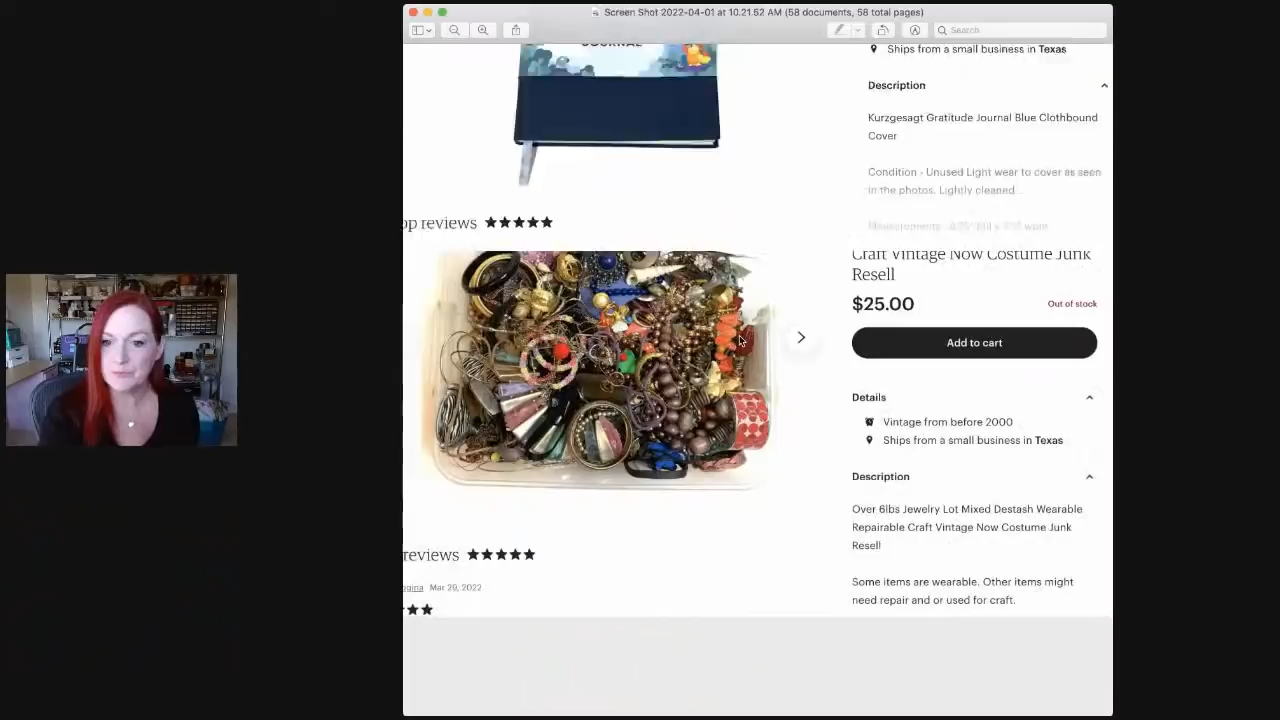 Screen Shot 2022-04-01 at 10.21.52 AM (58 documents, 58 total pages)
Search
JOURNAL
Ships from a small business in Texas
Description
Kurzgesagt Gratitude Journal Blue Clothbound
Cover
Condition - Unused Light wear to cover as seen
in the photos. Lightly cleaned
op reviews ★★★★★
Craft Vintage Now Costume Junk
Resell
$25.00
Out of stock
Add to cart
Details
Vintage from before 2000
Ships from a small business in Texas
Description
Over 6lbs Jewelry Lot Mixed Destash Wearable
Repairable Craft Vintage Now Costume Junk
Resell!
Some items are wearable. Other items might
need repair and or used for craft.
reviews ★★★★★
Mar 29, 2022
★★